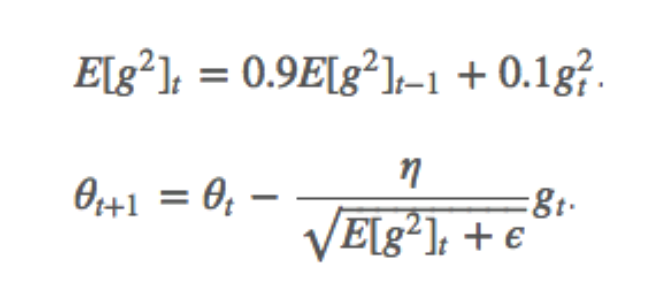 E[g²]ₜ = 0.9E[g²]ₜ₋₁ + 0.1gₜ².
θₜ₊₁ = θₜ − η / √(E[g²]ₜ + ϵ) gₜ.